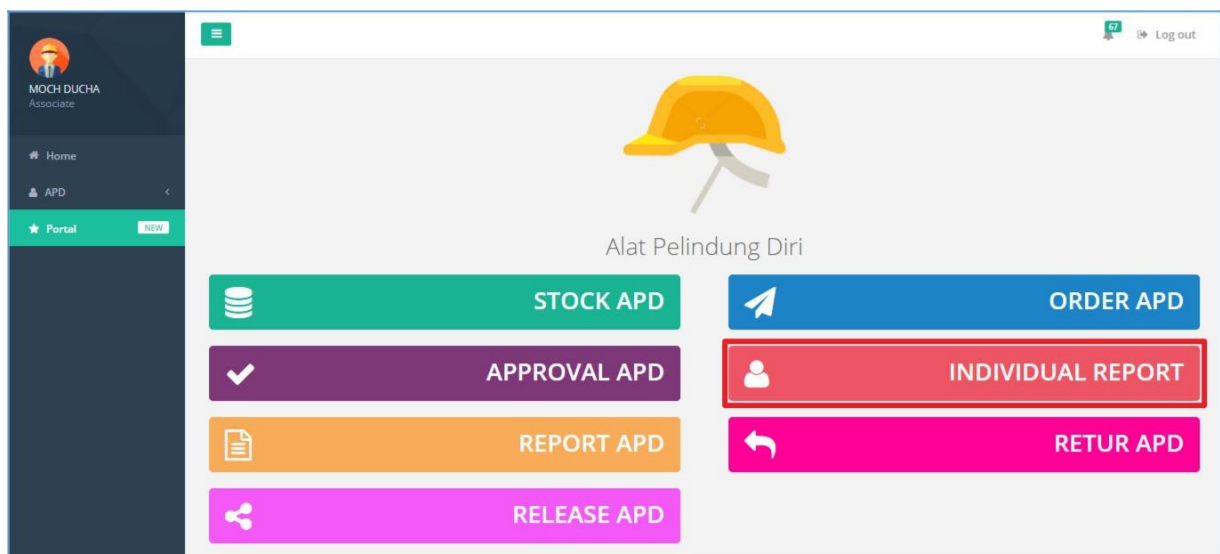 67
Log out
MOCH DUCHA
Associate
Home
APD
Portal NEW
Alat Pelindung Diri
STOCK APD
ORDER APD
APPROVAL APD
INDIVIDUAL REPORT
REPORT APD
RETUR APD
RELEASE APD